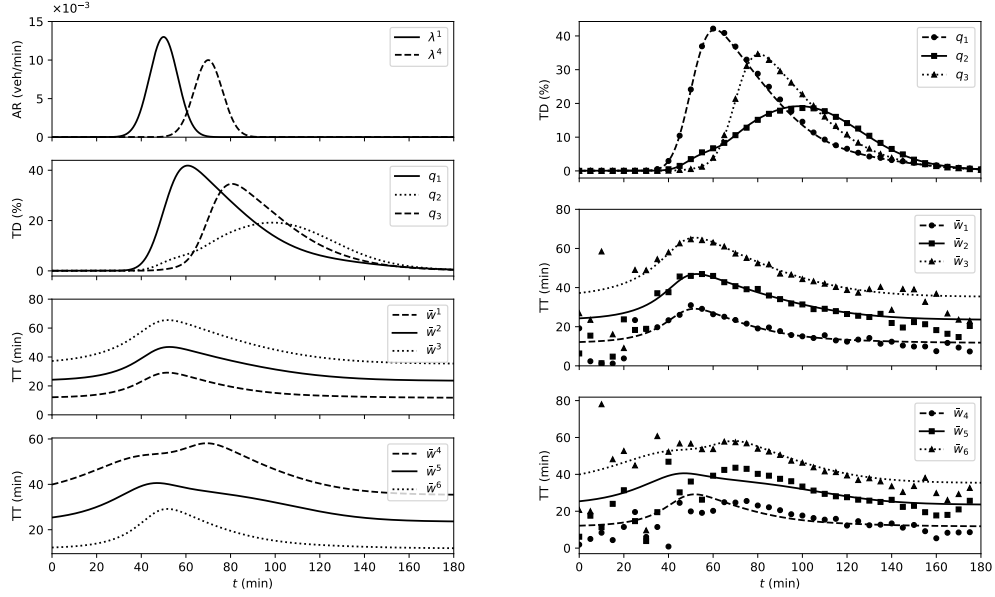 ×10⁻³
15
10
5
0
AR (veh/min)
λ¹
λ⁴
40
20
0
TD (%)
q₁
q₂
q₃
80
60
40
20
0
TT (min)
w̄¹
w̄²
w̄³
60
40
20
TT (min)
w̄⁴
w̄⁵
w̄⁶
0 20 40 60 80 100 120 140 160 180
t (min)
40
30
20
10
0
TD (%)
q₁
q₂
q₃
80
60
40
20
0
TT (min)
w̄₁
w̄₂
w̄₃
80
60
40
20
0
TT (min)
w̄₄
w̄₅
w̄₆
0 20 40 60 80 100 120 140 160 180
t (min)